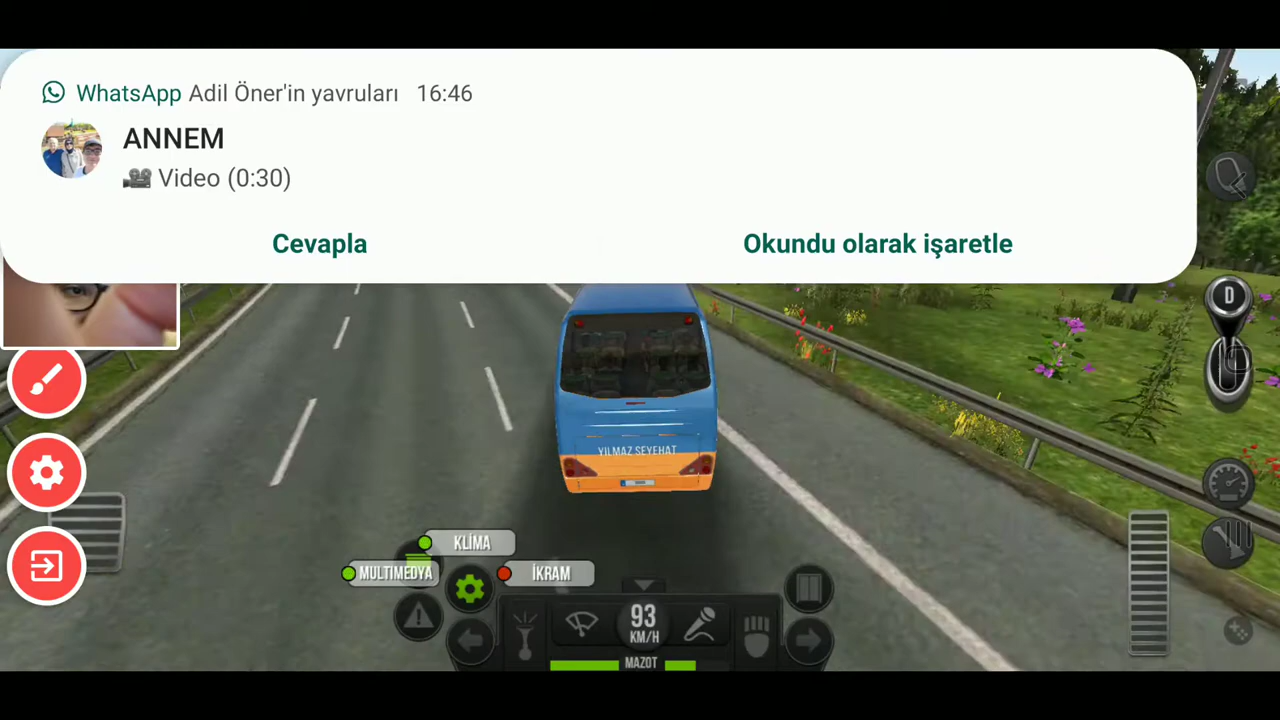 WhatsApp Adil Öner'in yavruları 16:46
ANNEM
🎥 Video (0:30)
Cevapla Okundu olarak işaretle
D
YILMAZ SEYEHAT
KLİMA
MULTIMEDYA İKRAM
93
KM/H
MAZOT